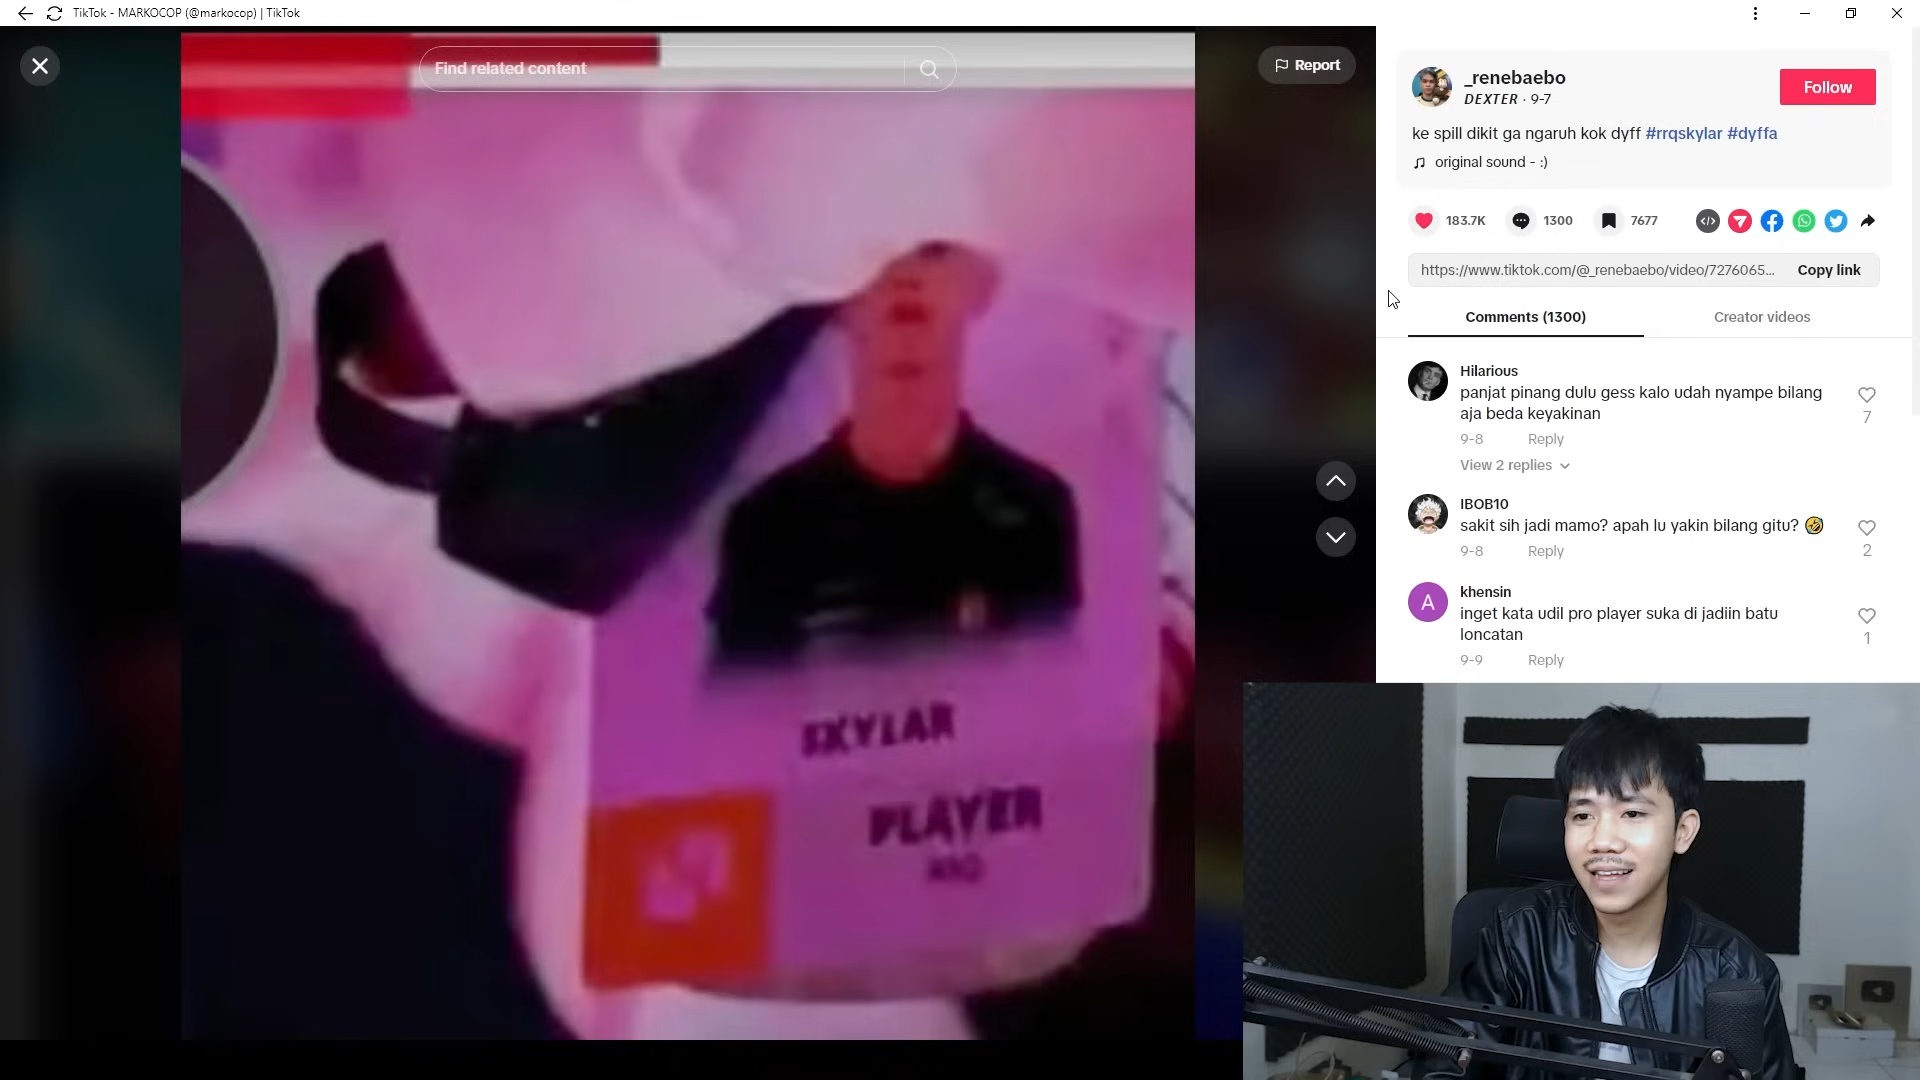 TikTok - MARKOCOP (@markocop) | TikTok
Find related content
Report
_renebaebo
DEXTER · 9-7
Follow
ke spill dikit ga ngaruh kok dyff #rrqskylar #dyffa
original sound - :)
183.7K
1300
7677
https://www.tiktok.com/@_renebaebo/video/7276065...
Copy link
Comments (1300)
Creator videos
Hilarious
panjat pinang dulu gess kalo udah nyampe bilang
aja beda keyakinan
7
9-8 Reply
View 2 replies
IBOB10
sakit sih jadi mamo? apah lu yakin bilang gitu? 🤣
2
9-8 Reply
A
khensin
inget kata udil pro player suka di jadiin batu
loncatan
1
9-9 Reply
SKYLAR
PLAYER